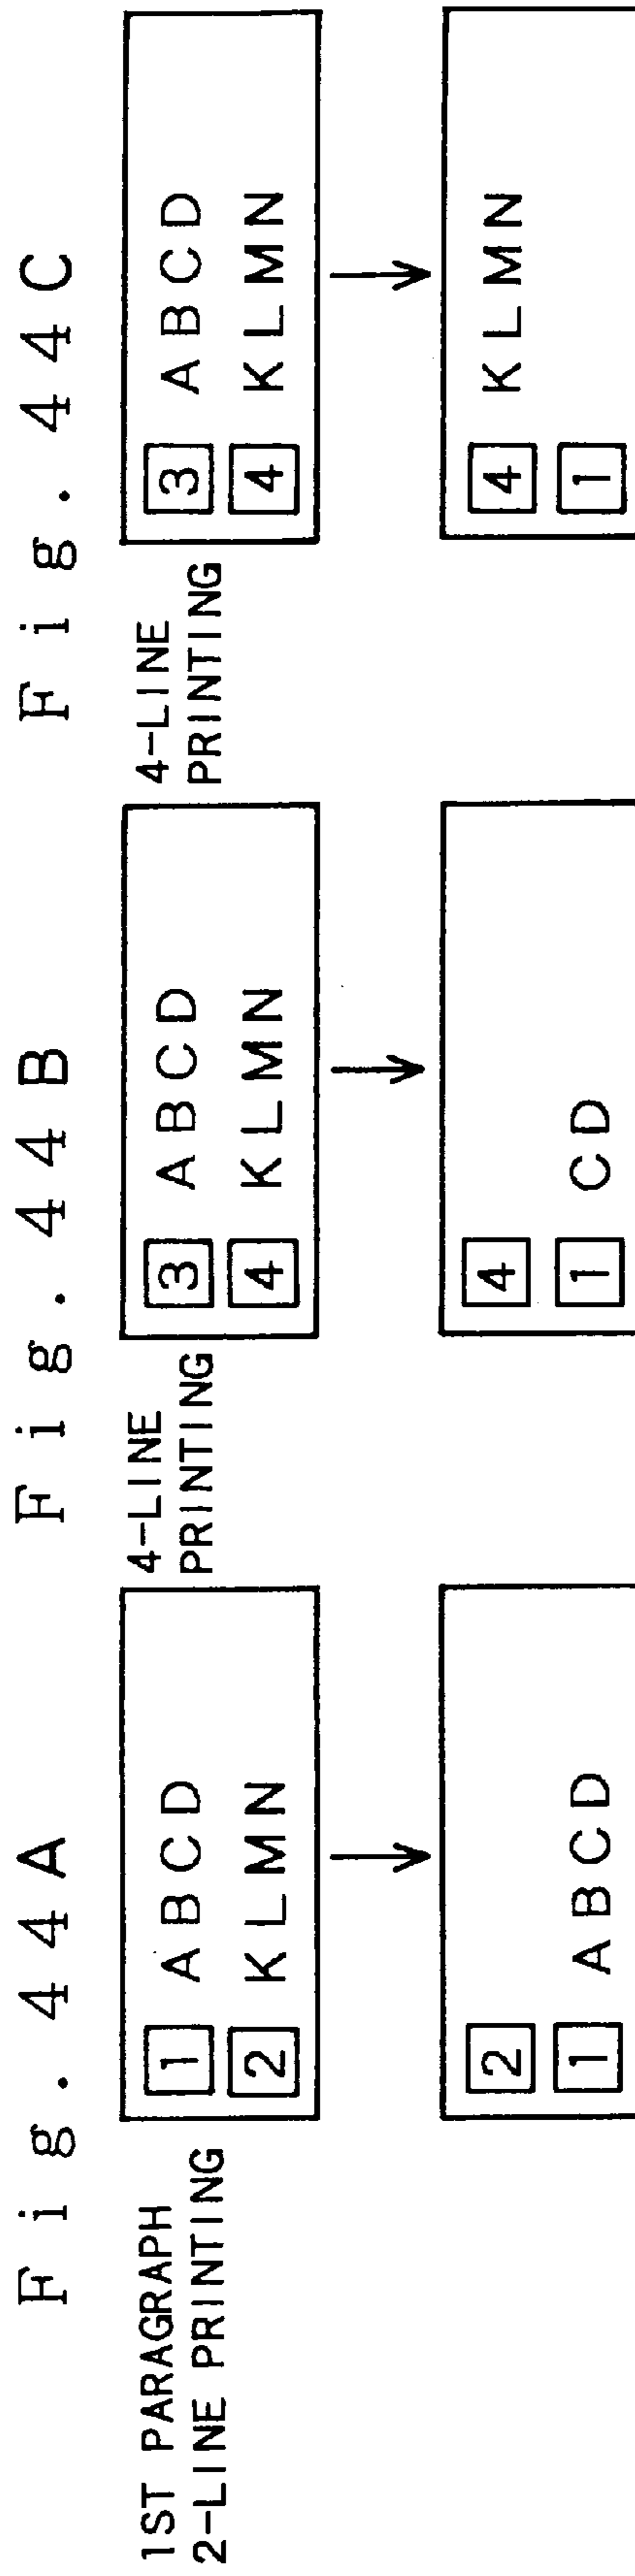 Fig. 44A
1ST PARAGRAPH
2-LINE PRINTING
1 ABCD
2 KLMN
2
1 ABCD
Fig. 44B
4-LINE
PRINTING
3 ABCD
4 KLMN
4
1 CD
Fig. 44C
4-LINE
PRINTING
3 ABCD
4 KLMN
4 KLMN
1